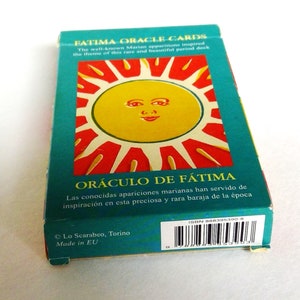 FATIMA ORACLE CARDS
The well-known Marian apparitions inspired
the theme of this rare and beautiful period deck
ORÁCULO DE FÁTIMA
Las conocidas apariciones marianas han servido de
inspiración en esta preciosa y rara baraja de la época
© Lo Scarabeo, Torino
Made in EU
ISBN